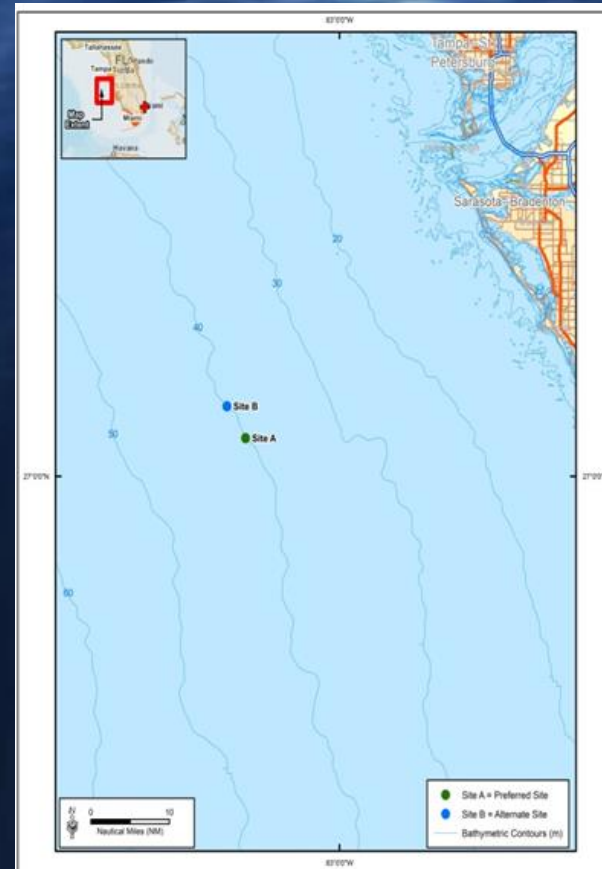 83°0'0"W
Tallahassee
FL
Orlando
Tampa
Miami
Map
Extent
Miami
Havana
Tampa-St.
Petersburg
Sarasota-Bradenton
20
30
40
50
60
Site B
Site A
27°0'0"N
27°0'
N
0
10
Nautical Miles (NM)
Site A = Preferred Site
Site B = Alternate Site
Bathymetric Contours (m)
83°0'0"W